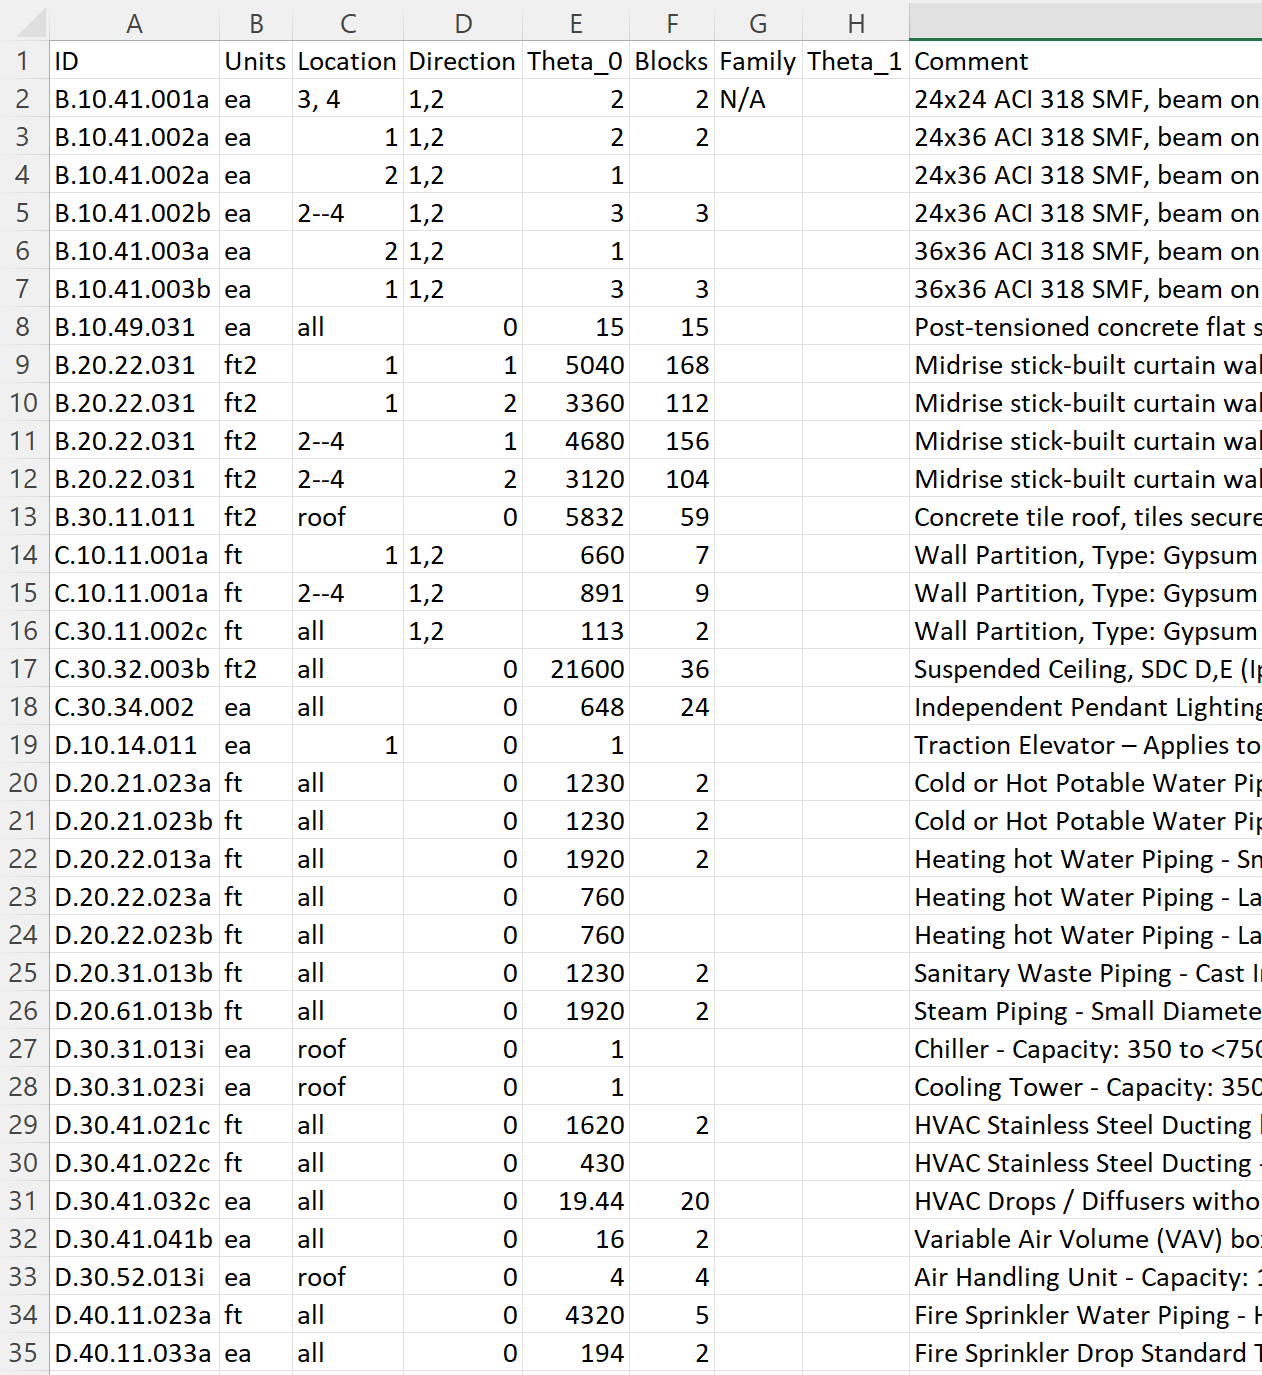 A B C D E F G H
1 ID Units Location Direction Theta_0 Blocks Family Theta_1 Comment
2 B.10.41.001a ea 3, 4 1,2 2 2 N/A 24x24 ACI 318 SMF, beam on
3 B.10.41.002a ea 1 1,2 2 2 24x36 ACI 318 SMF, beam on
4 B.10.41.002a ea 2 1,2 1 24x36 ACI 318 SMF, beam on
5 B.10.41.002b ea 2--4 1,2 3 3 24x36 ACI 318 SMF, beam on
6 B.10.41.003a ea 2 1,2 1 36x36 ACI 318 SMF, beam on
7 B.10.41.003b ea 1 1,2 3 3 36x36 ACI 318 SMF, beam on
8 B.10.49.031 ea all 0 15 15 Post-tensioned concrete flat s
9 B.20.22.031 ft2 1 1 5040 168 Midrise stick-built curtain wal
10 B.20.22.031 ft2 1 2 3360 112 Midrise stick-built curtain wal
11 B.20.22.031 ft2 2--4 1 4680 156 Midrise stick-built curtain wal
12 B.20.22.031 ft2 2--4 2 3120 104 Midrise stick-built curtain wal
13 B.30.11.011 ft2 roof 0 5832 59 Concrete tile roof, tiles secure
14 C.10.11.001a ft 1 1,2 660 7 Wall Partition, Type: Gypsum
15 C.10.11.001a ft 2--4 1,2 891 9 Wall Partition, Type: Gypsum
16 C.30.11.002c ft all 1,2 113 2 Wall Partition, Type: Gypsum
17 C.30.32.003b ft2 all 0 21600 36 Suspended Ceiling, SDC D,E (Ip
18 C.30.34.002 ea all 0 648 24 Independent Pendant Lighting
19 D.10.14.011 ea 1 0 1 Traction Elevator – Applies to
20 D.20.21.023a ft all 0 1230 2 Cold or Hot Potable Water Pip
21 D.20.21.023b ft all 0 1230 2 Cold or Hot Potable Water Pip
22 D.20.22.013a ft all 0 1920 2 Heating hot Water Piping - Sm
23 D.20.22.023a ft all 0 760 Heating hot Water Piping - La
24 D.20.22.023b ft all 0 760 Heating hot Water Piping - La
25 D.20.31.013b ft all 0 1230 2 Sanitary Waste Piping - Cast I
26 D.20.61.013b ft all 0 1920 2 Steam Piping - Small Diamete
27 D.30.31.013i ea roof 0 1 Chiller - Capacity: 350 to <750
28 D.30.31.023i ea roof 0 1 Cooling Tower - Capacity: 350
29 D.30.41.021c ft all 0 1620 2 HVAC Stainless Steel Ducting
30 D.30.41.022c ft all 0 430 HVAC Stainless Steel Ducting -
31 D.30.41.032c ea all 0 19.44 20 HVAC Drops / Diffusers witho
32 D.30.41.041b ea all 0 16 2 Variable Air Volume (VAV) box
33 D.30.52.013i ea roof 0 4 4 Air Handling Unit - Capacity: 1
34 D.40.11.023a ft all 0 4320 5 Fire Sprinkler Water Piping - H
35 D.40.11.033a ea all 0 194 2 Fire Sprinkler Drop Standard T